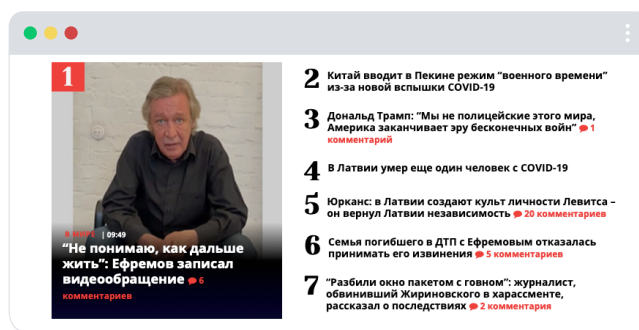 1
В МИРЕ | 09:49
“Не понимаю, как дальше
жить”: Ефремов записал
видеообращение 6
комментариев
2 Китай вводит в Пекине режим “военного времени”
из-за новой вспышки COVID-19
3 Дональд Трамп: “Мы не полицейские этого мира,
Америка заканчивает эру бесконечных войн” 1
комментарий
4 В Латвии умер еще один человек с COVID-19
5 Юрканс: в Латвии создают культ личности Левитса –
он вернул Латвии независимость 20 комментариев
6 Семья погибшего в ДТП с Ефремовым отказалась
принимать его извинения 5 комментариев
7 “Разбили окно пакетом с говном”: журналист,
обвинивший Жириновского в харассменте,
рассказал о последствиях 2 комментария